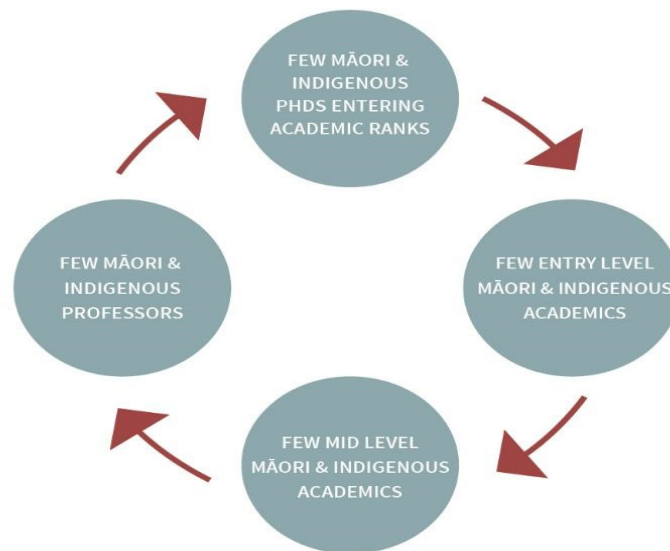 FEW MĀORI &
INDIGENOUS
PHDS ENTERING
ACADEMIC RANKS
FEW ENTRY LEVEL
MĀORI & INDIGENOUS
ACADEMICS
FEW MID LEVEL
MĀORI & INDIGENOUS
ACADEMICS
FEW MĀORI &
INDIGENOUS
PROFESSORS